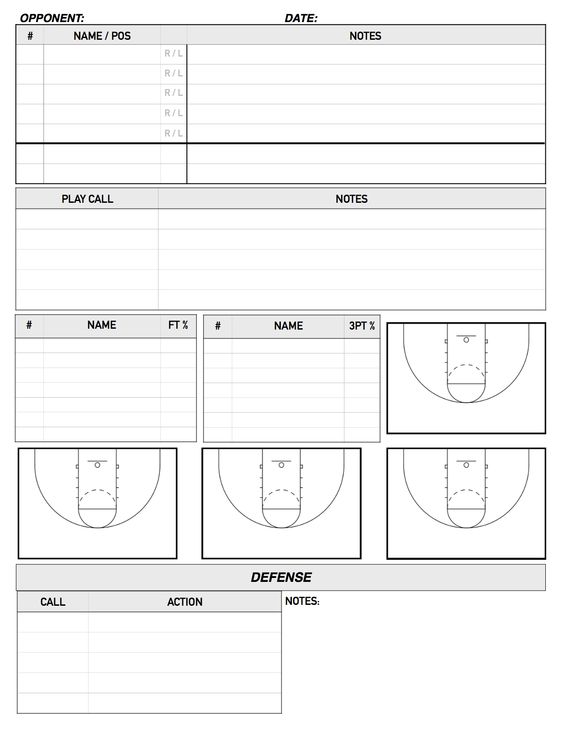 OPPONENT: DATE:
# NAME / POS NOTES
R / L
R / L
R / L
R / L
R / L
PLAY CALL NOTES
# NAME FT % # NAME 3PT %
DEFENSE
CALL ACTION NOTES: